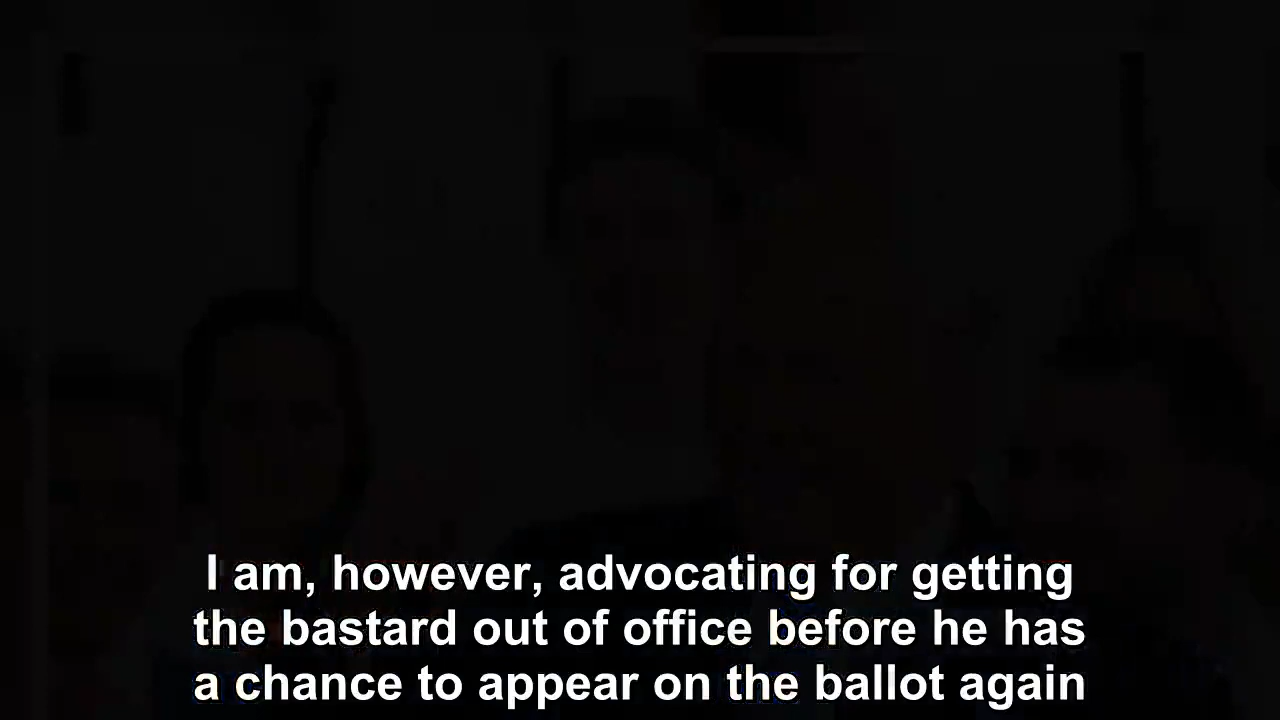 I am, however, advocating for getting
the bastard out of office before he has
a chance to appear on the ballot again